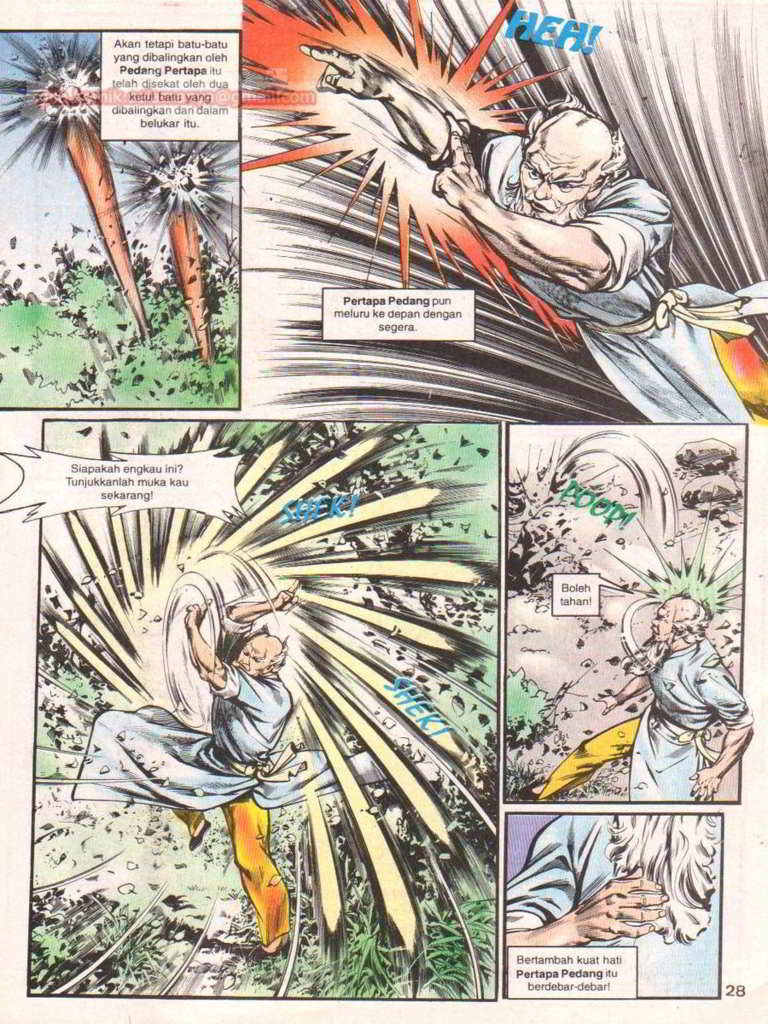 Akan tetapi batu-batu
yang dibalingkan oleh
Pedang Pertapa itu
telah disekat oleh dua
ketul batu yang
dibalingkan dari dalam
belukar itu.
HEH!
Pertapa Pedang pun
meluru ke depan dengan
segera.
Siapakah engkau ini?
Tunjukkanlah muka kau
sekarang!
SHEK!
SHEK!
POOD!
Boleh
tahan!
Bertambah kuat hati
Pertapa Pedang itu
berdebar-debar!
28